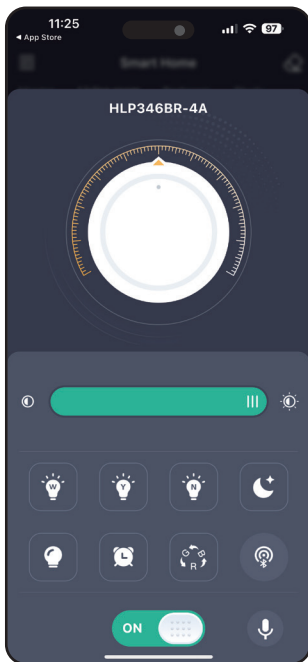 11:25
97
◀ App Store
Smart Home
HLP346BR-4A
W
Y
N
G B
R
ON